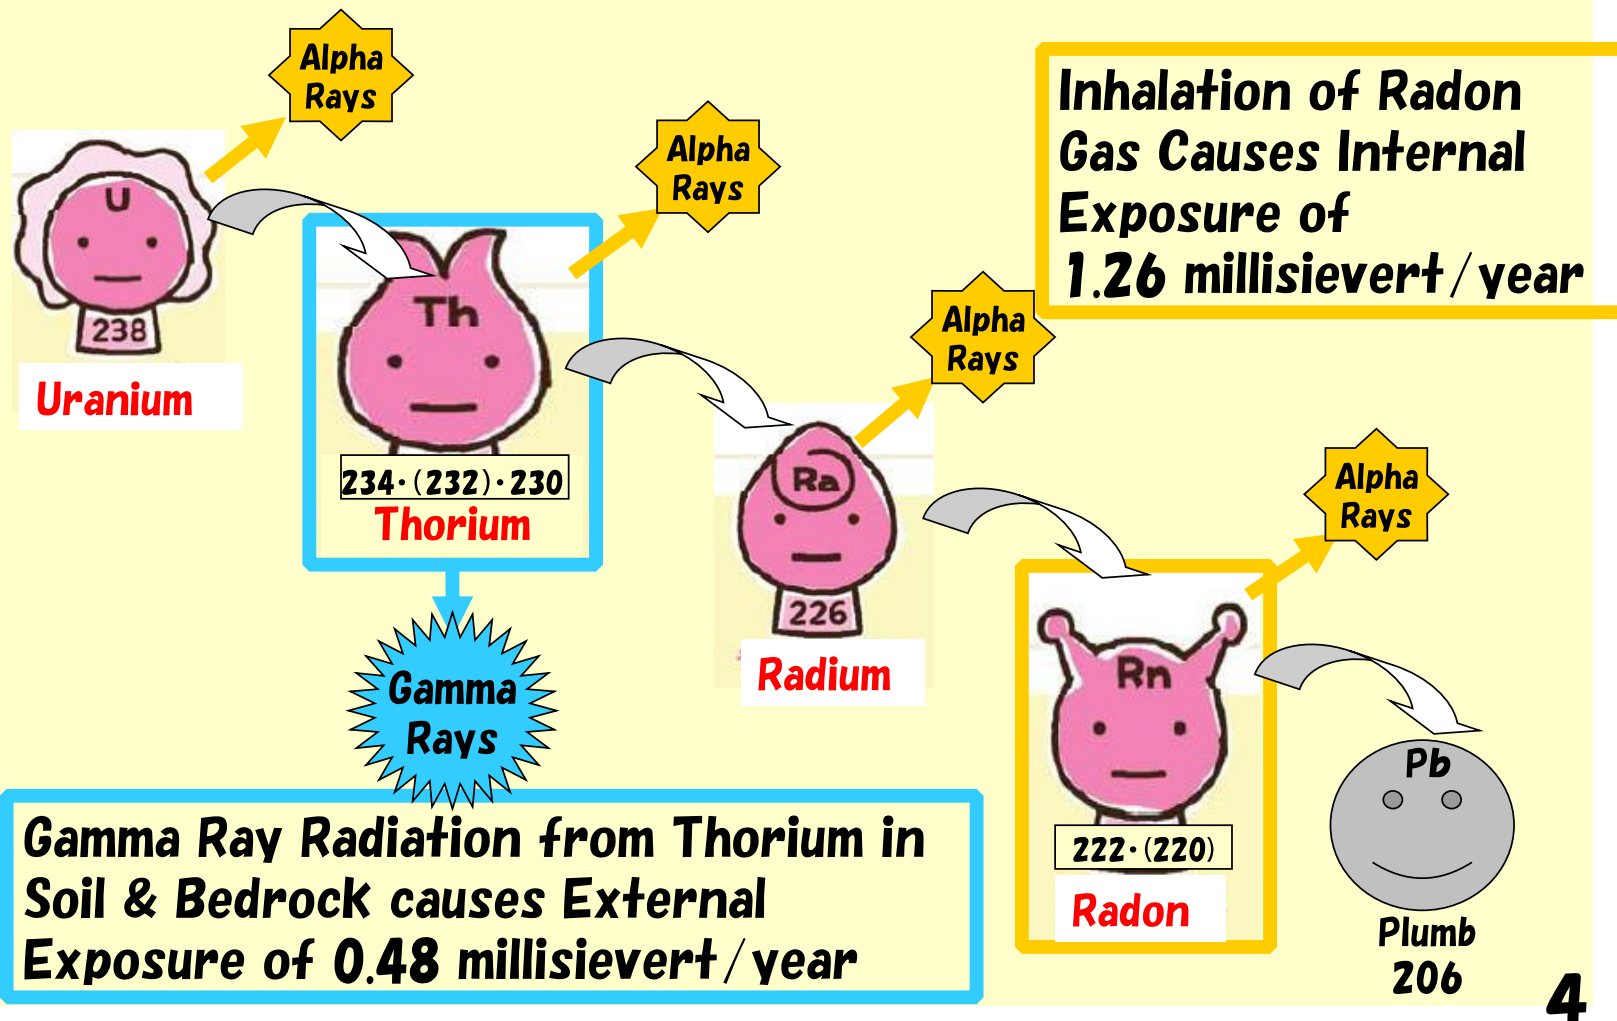 Alpha
Rays
Alpha
Rays
Inhalation of Radon
Gas Causes Internal
Exposure of
1.26 millisievert/year
U
238
Uranium
Th
234・(232)・230
Thorium
Alpha
Rays
Ra
226
Radium
Alpha
Rays
Gamma
Rays
Rn
222・(220)
Radon
Pb
Plumb
206
Gamma Ray Radiation from Thorium in
Soil & Bedrock causes External
Exposure of 0.48 millisievert/year
4